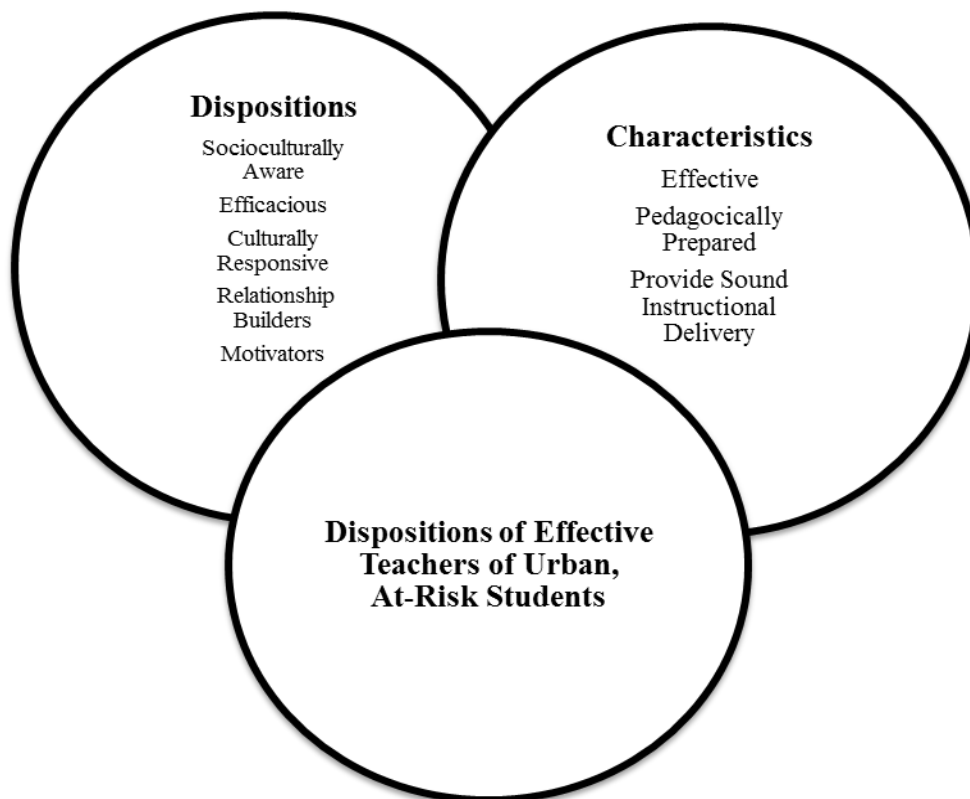 Dispositions
Socioculturally
Aware
Efficacious
Culturally
Responsive
Relationship
Builders
Motivators
Characteristics
Effective
Pedagocically
Prepared
Provide Sound
Instructional
Delivery
Dispositions of Effective
Teachers of Urban,
At-Risk Students